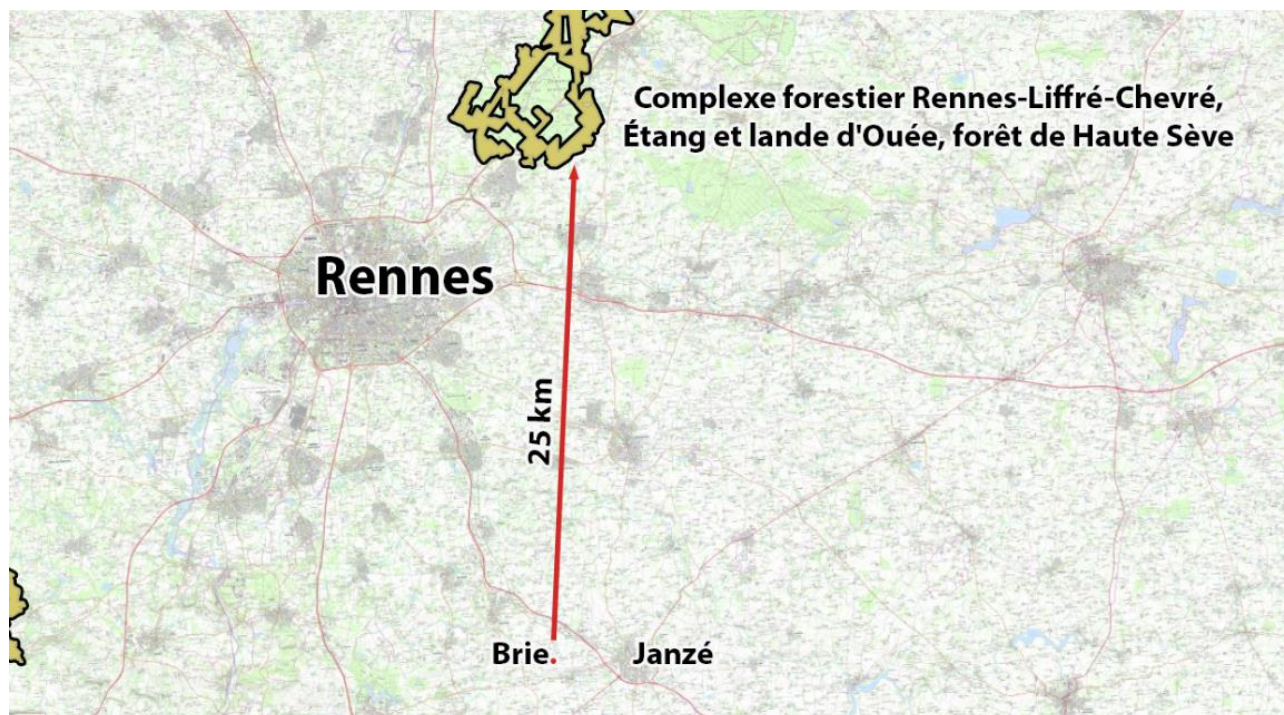 Complexe forestier Rennes-Liffré-Chevré,
Étang et lande d'Ouée, forêt de Haute Sève
Rennes
25 km
Brie
Janzé